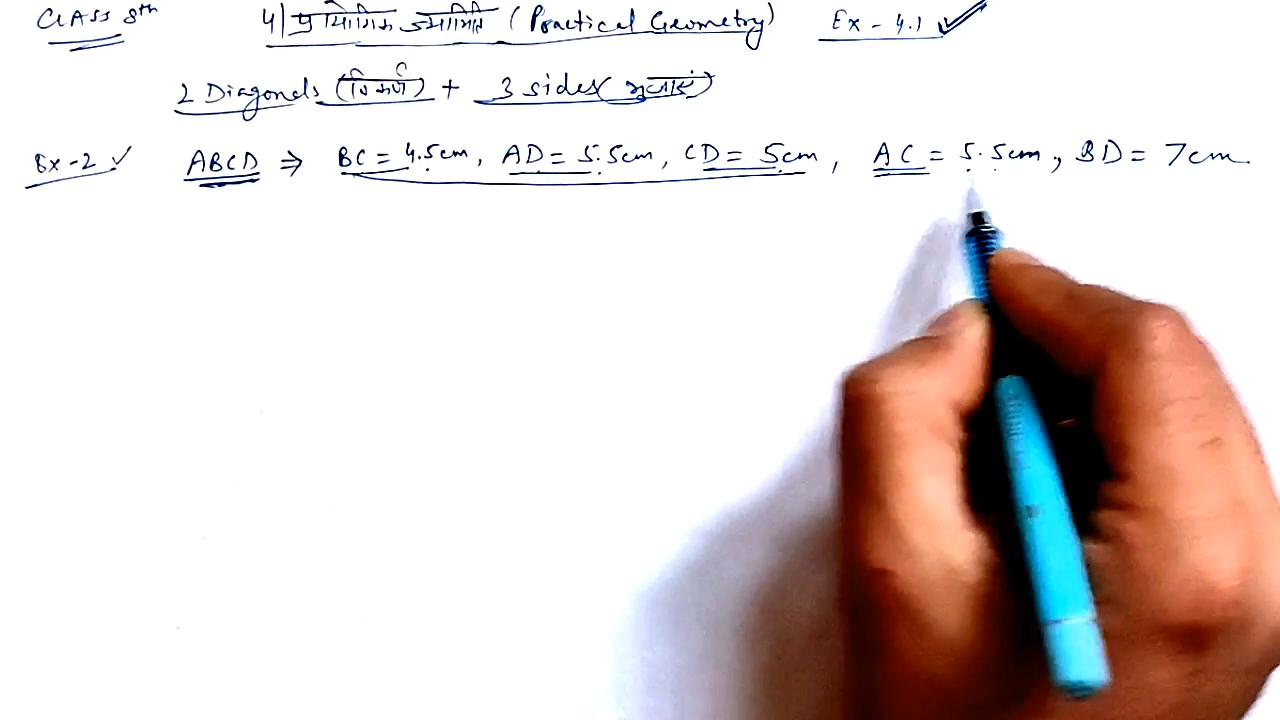 CLASS 8th 4) प्रायोगिक ज्यामिति (Practical Geometry) Ex - 4.1 ✓
2 Diagonals (विकर्ण) + 3 sides (भुजाएं)
Ex-2 ✓ ABCD ⇒ BC = 4.5cm, AD = 5.5cm, CD = 5cm, AC = 5.5cm, BD = 7cm